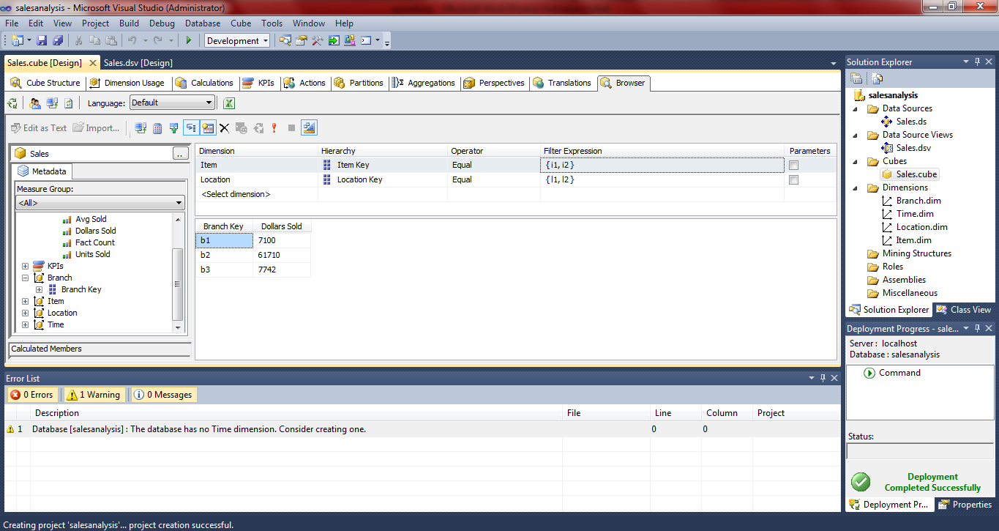 salesanalysis - Microsoft Visual Studio (Administrator)
File Edit View Project Build Debug Database Cube Tools Window Help
Development
Sales.cube [Design] Sales.dsv [Design]
Cube Structure Dimension Usage Calculations KPIs Actions Partitions Aggregations Perspectives Translations Browser
Language: Default
Edit as Text Import...
Sales ..
Metadata
Measure Group:
<All>
Avg Sold
Dollars Sold
Fact Count
Units Sold
KPIs
Branch
Branch Key
Item
Location
Time
Calculated Members
Dimension Hierarchy Operator Filter Expression Parameters
Item Item Key Equal { i1, i2 }
Location Location Key Equal { l1, l2 }
<Select dimension>
Branch Key Dollars Sold
b1 7100
b2 61710
b3 7742
Solution Explorer
salesanalysis
Data Sources
Sales.ds
Data Source Views
Sales.dsv
Cubes
Sales.cube
Dimensions
Branch.dim
Time.dim
Location.dim
Item.dim
Mining Structures
Roles
Assemblies
Miscellaneous
Solution Explorer Class View
Deployment Progress - sale...
Server : localhost
Database : salesanalysis
Command
Status:
Deployment
Completed Successfully
Deployment Pr... Properties
Error List
0 Errors 1 Warning 0 Messages
Description File Line Column Project
1 Database [salesanalysis] : The database has no Time dimension. Consider creating one. 0 0
Creating project 'salesanalysis'... project creation successful.